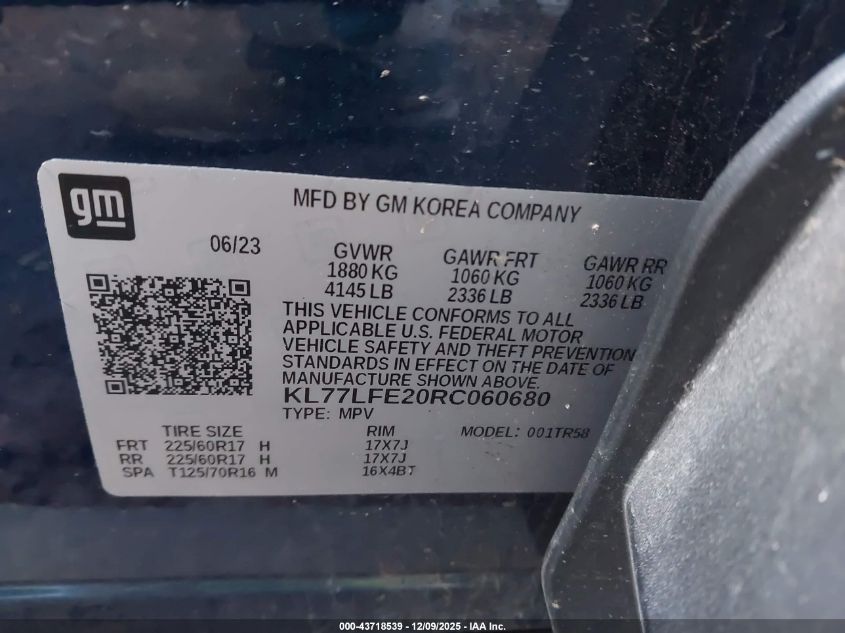 gm
MFD BY GM KOREA COMPANY
06/23
GVWR GAWR FRT GAWR RR
1880 KG 1060 KG 1060 KG
4145 LB 2336 LB 2336 LB
THIS VEHICLE CONFORMS TO ALL
APPLICABLE U.S. FEDERAL MOTOR
VEHICLE SAFETY AND THEFT PREVENTION
STANDARDS IN EFFECT ON THE DATE OF
MANUFACTURE SHOWN ABOVE.
KL77LFE20RC060680
TYPE: MPV
TIRE SIZE RIM MODEL: 001TR58
FRT 225/60R17 H 17X7J
RR 225/60R17 H 17X7J
SPA T125/70R16 M 16X4BT
000-43718539 - 12/09/2025 - IAA Inc.